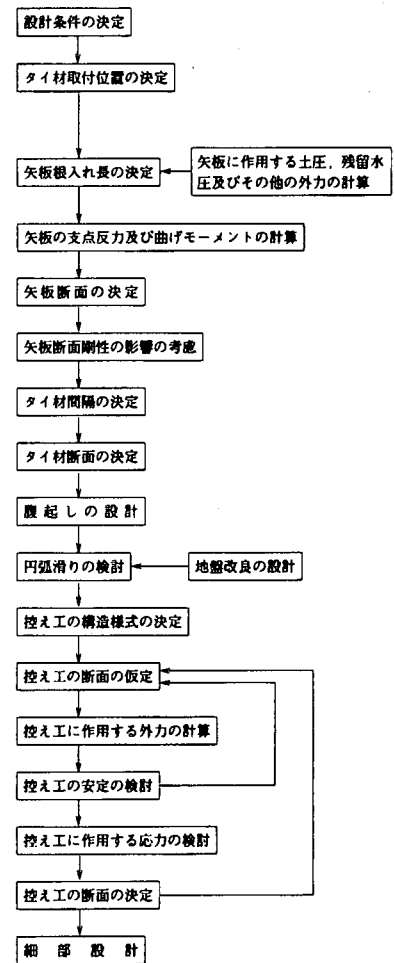 設計条件の決定
タイ材取付位置の決定
矢板根入れ長の決定
矢板に作用する土圧，残留水
圧及びその他の外力の計算
矢板の支点反力及び曲げモーメントの計算
矢板断面の決定
矢板断面剛性の影響の考慮
タイ材間隔の決定
タイ材断面の決定
腹起しの設計
円弧滑りの検討
地盤改良の設計
控え工の構造様式の決定
控え工の断面の仮定
控え工に作用する外力の計算
控え工の安定の検討
控え工に作用する応力の検討
控え工の断面の決定
細部設計